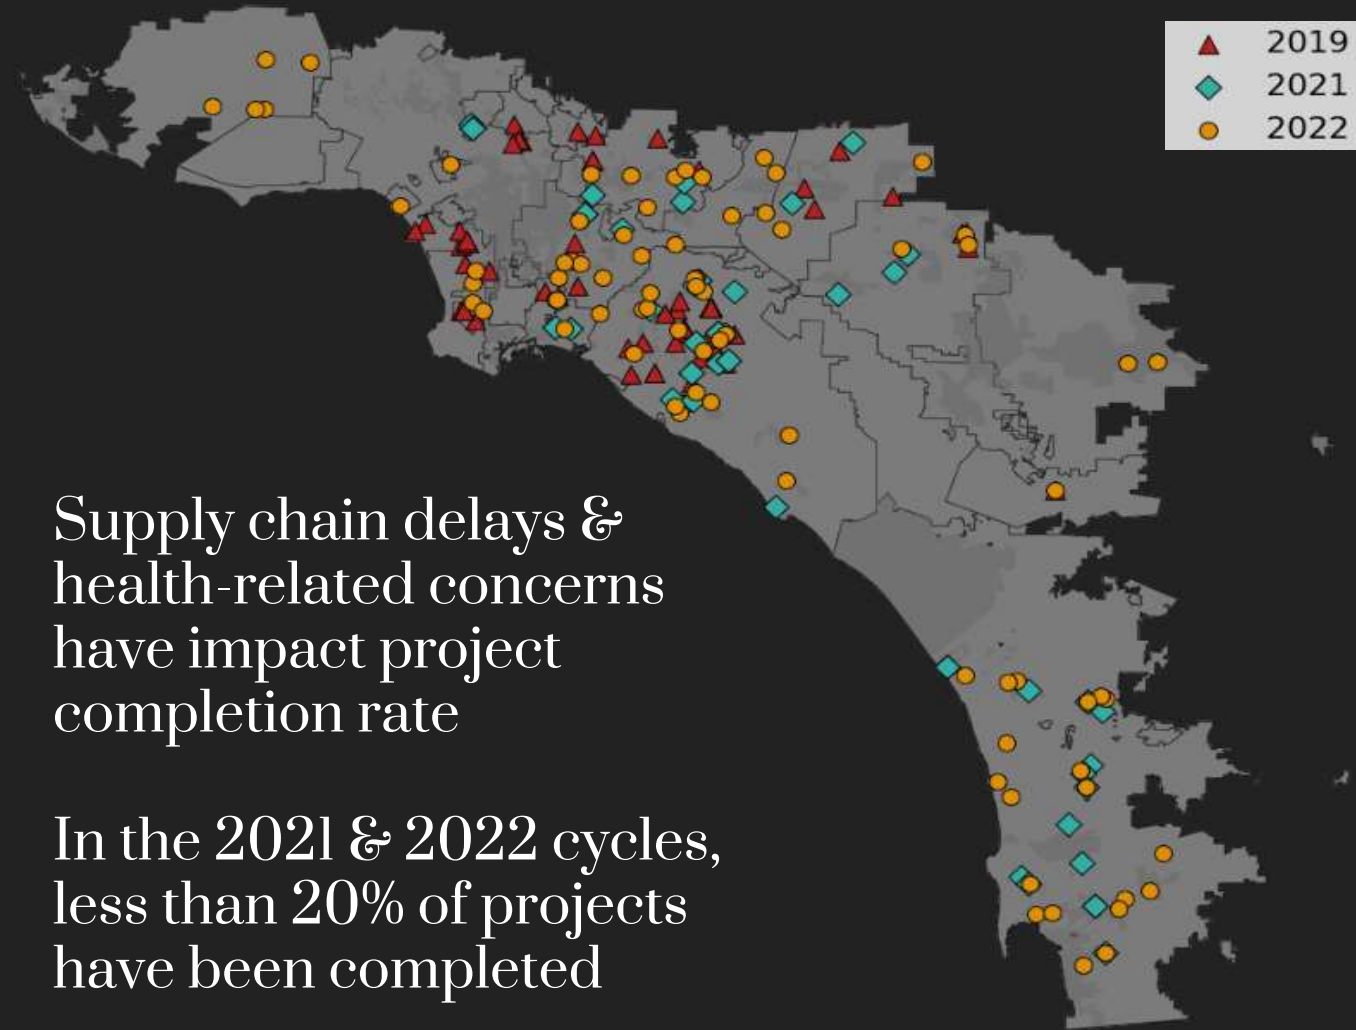 2019
2021
2022
Supply chain delays &
health-related concerns
have impact project
completion rate
In the 2021 & 2022 cycles,
less than 20% of projects
have been completed